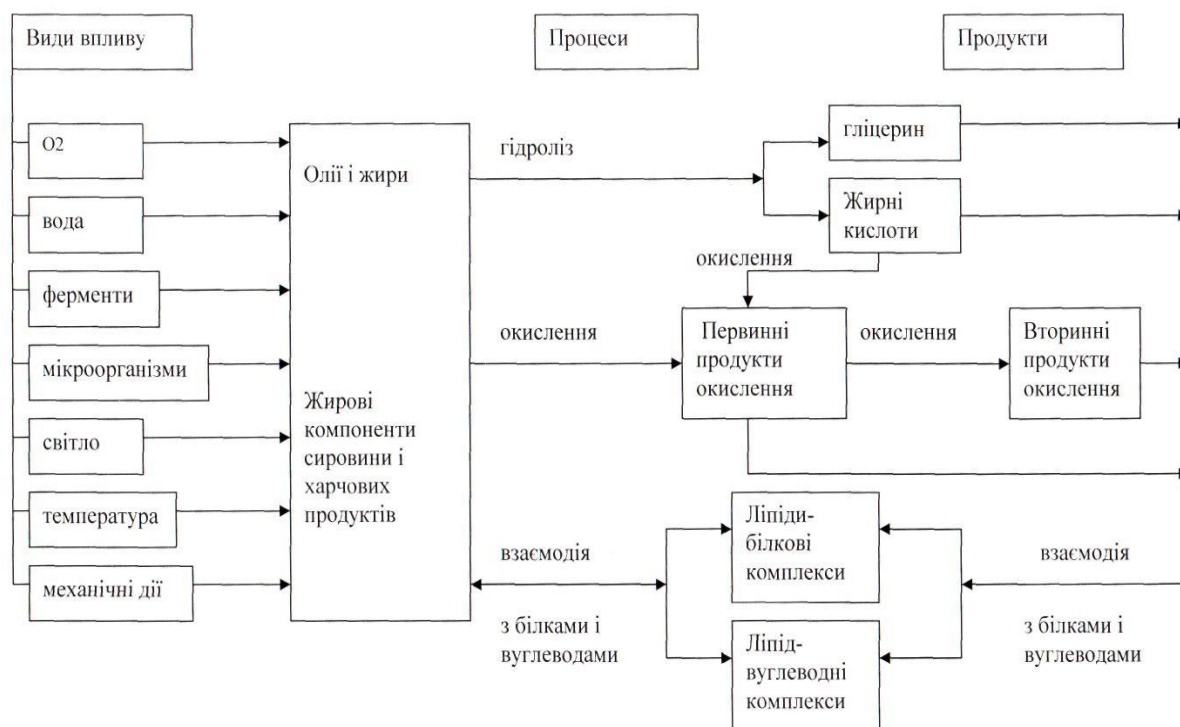 Види впливу
Процеси
Продукти
О2
вода
ферменти
мікроорганізми
світло
температура
механічні дії
Олії і жири
Жирові
компоненти
сировини і
харчових
продуктів
гідроліз
гліцерин
Жирні
кислоти
окислення
окислення
Первинні
продукти
окислення
окислення
Вторинні
продукти
окислення
взаємодія
з білками і
вуглеводами
Ліпіди-
білкові
комплекси
Ліпід-
вуглеводні
комплекси
взаємодія
з білками і
вуглеводами